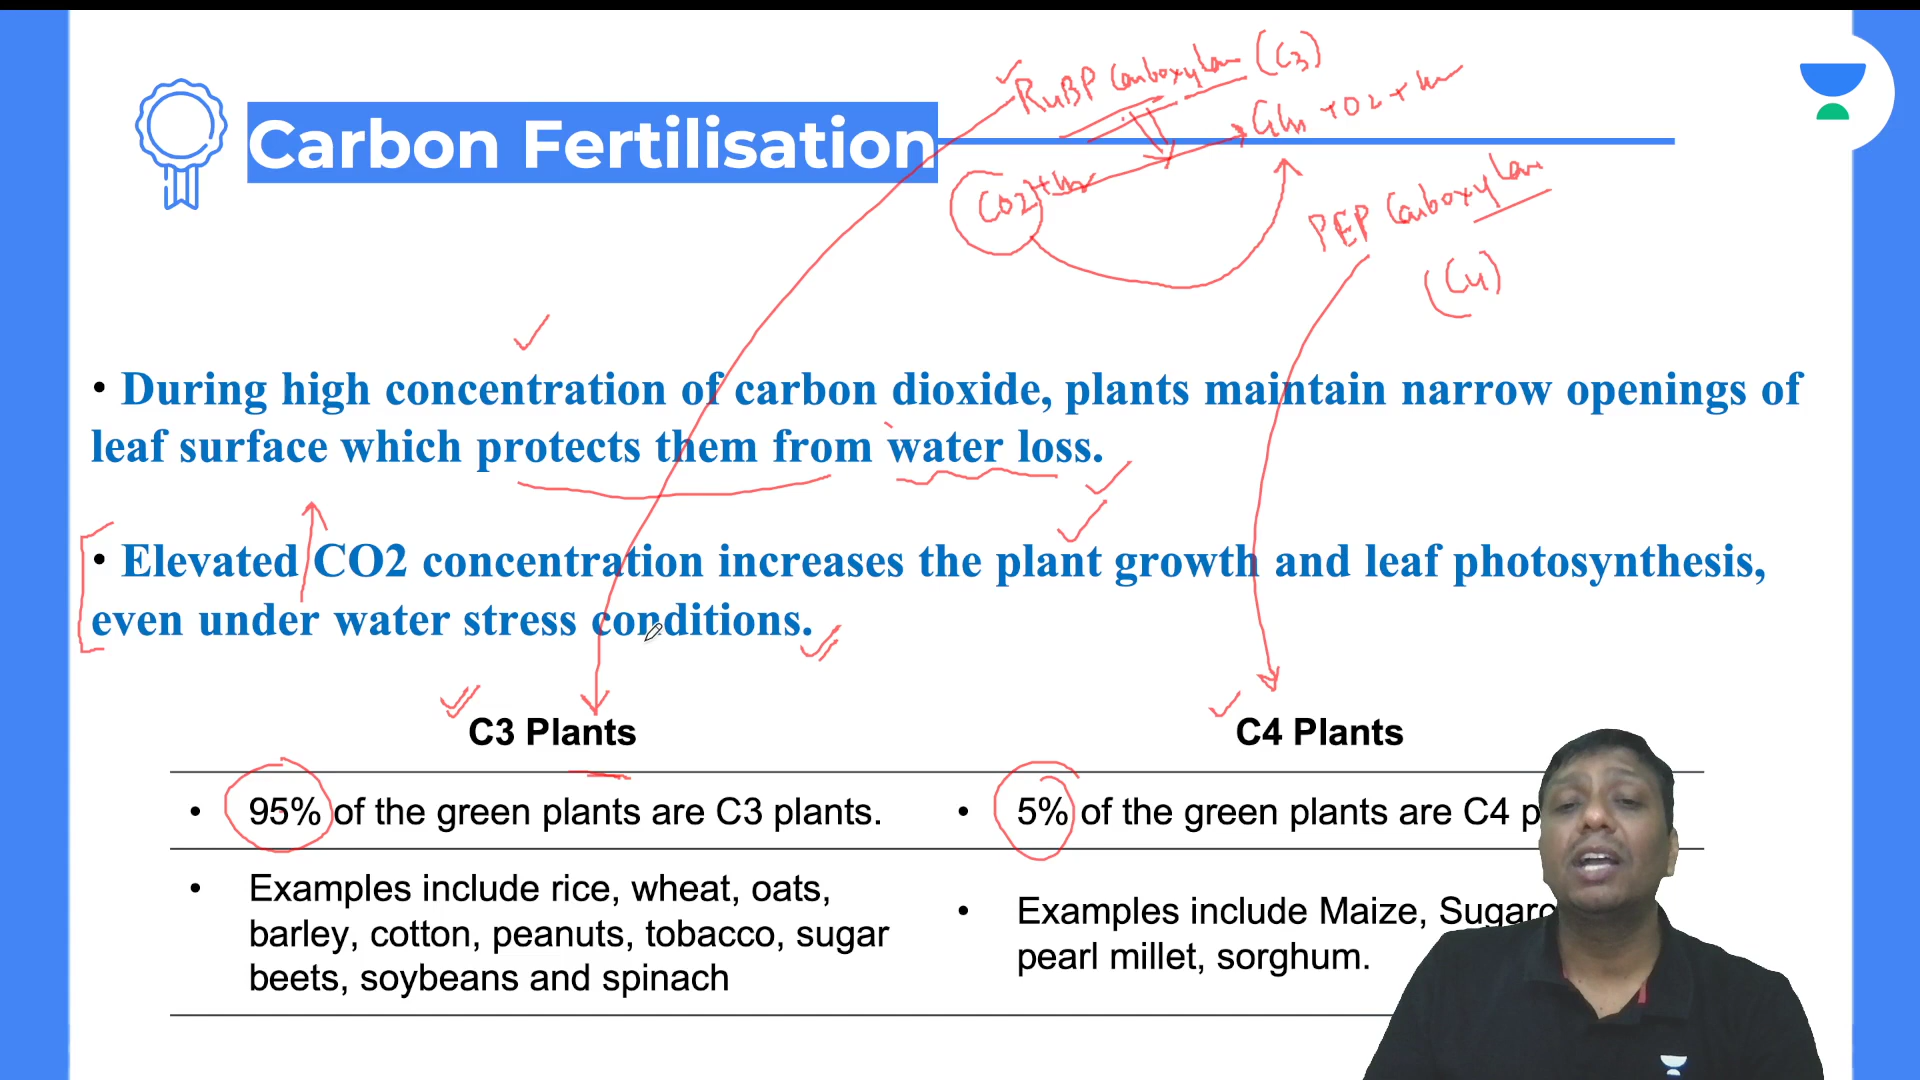 RuBP Carboxylase (C3)
Carbon Fertilisation
CO2 +
+ O2 +
PEP Carboxylase
(C4)
• During high concentration of carbon dioxide, plants maintain narrow openings of
leaf surface which protects them from water loss.
• Elevated CO2 concentration increases the plant growth and leaf photosynthesis,
even under water stress conditions.
C3 Plants
C4 Plants
• 95% of the green plants are C3 plants.
• 5% of the green plants are C4 p
• Examples include rice, wheat, oats,
barley, cotton, peanuts, tobacco, sugar
beets, soybeans and spinach
• Examples include Maize, Sugarc
pearl millet, sorghum.